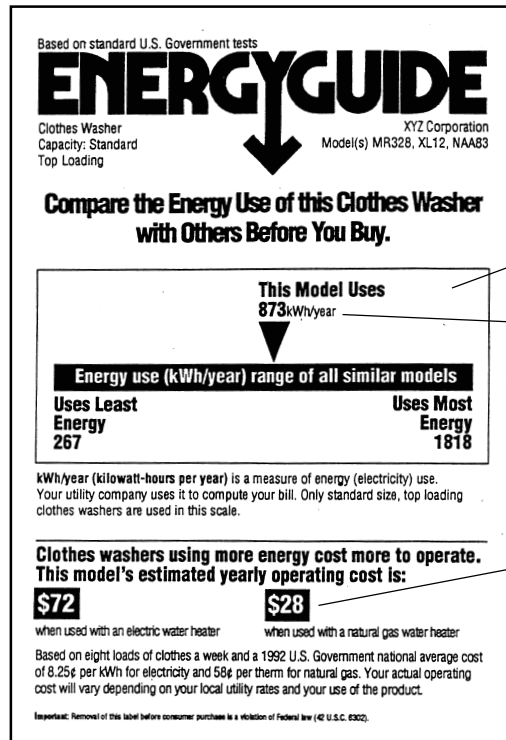 Based on standard U.S. Government tests
ENERGYGUIDE
Clothes Washer
Capacity: Standard
Top Loading
XYZ Corporation
Model(s) MR328, XL12, NAA83
Compare the Energy Use of this Clothes Washer
with Others Before You Buy.
This Model Uses
873kWh/year
Energy use (kWh/year) range of all similar models
Uses Least
Energy
267
Uses Most
Energy
1818
kWh/year (kilowatt-hours per year) is a measure of energy (electricity) use.
Your utility company uses it to compute your bill. Only standard size, top loading
clothes washers are used in this scale.
Clothes washers using more energy cost more to operate.
This model's estimated yearly operating cost is:
$72
when used with an electric water heater
$28
when used with a natural gas water heater
Based on eight loads of clothes a week and a 1992 U.S. Government national average cost
of 8.25¢ per kWh for electricity and 58¢ per therm for natural gas. Your actual operating
cost will vary depending on your local utility rates and your use of the product.
Important: Removal of this label before consumer purchase is a violation of Federal law (42 U.S.C. 6302).